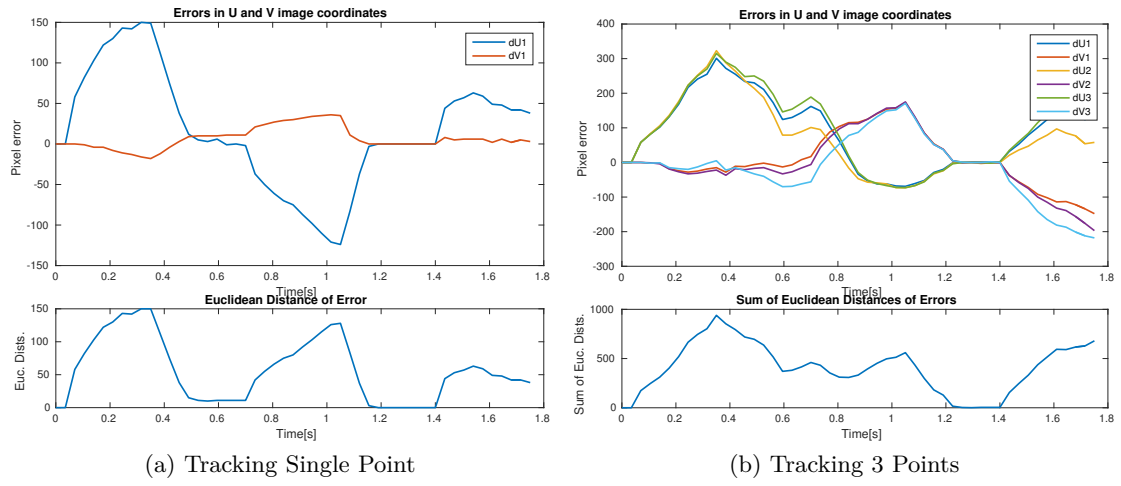 Errors in U and V image coordinates
150
100
50
0
-50
-100
-150
Pixel error
dU1
dV1
0 0.2 0.4 0.6 0.8 1 1.2 1.4 1.6 1.8
Time[s]
Euclidean Distance of Error
150
100
50
0
Euc. Dists.
0 0.2 0.4 0.6 0.8 1 1.2 1.4 1.6 1.8
Time[s]
(a) Tracking Single Point
Errors in U and V image coordinates
400
300
200
100
0
-100
-200
-300
Pixel error
dU1
dV1
dU2
dV2
dU3
dV3
0 0.2 0.4 0.6 0.8 1 1.2 1.4 1.6 1.8
Time[s]
Sum of Euclidean Distances of Errors
1000
500
0
Sum of Euc. Dists.
0 0.2 0.4 0.6 0.8 1 1.2 1.4 1.6 1.8
Time[s]
(b) Tracking 3 Points